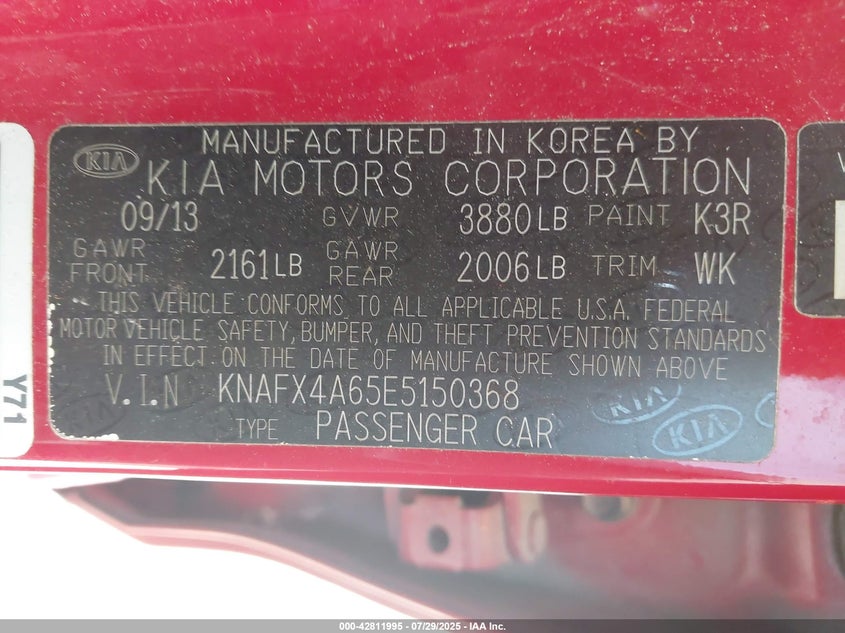 MANUFACTURED IN KOREA BY
KIA KIA MOTORS CORPORATION
09/13 GVWR 3880LB PAINT K3R
GAWR FRONT 2161LB GAWR REAR 2006LB TRIM WK
THIS VEHICLE CONFORMS TO ALL APPLICABLE U.S.A. FEDERAL
MOTOR VEHICLE SAFETY, BUMPER, AND THEFT PREVENTION STANDARDS
IN EFFECT ON THE DATE OF MANUFACTURE SHOWN ABOVE
V.I.N KNAFX4A65E5150368
TYPE PASSENGER CAR
KIA
KIA
Y71
000-42811995 - 07/29/2025 - IAA Inc.